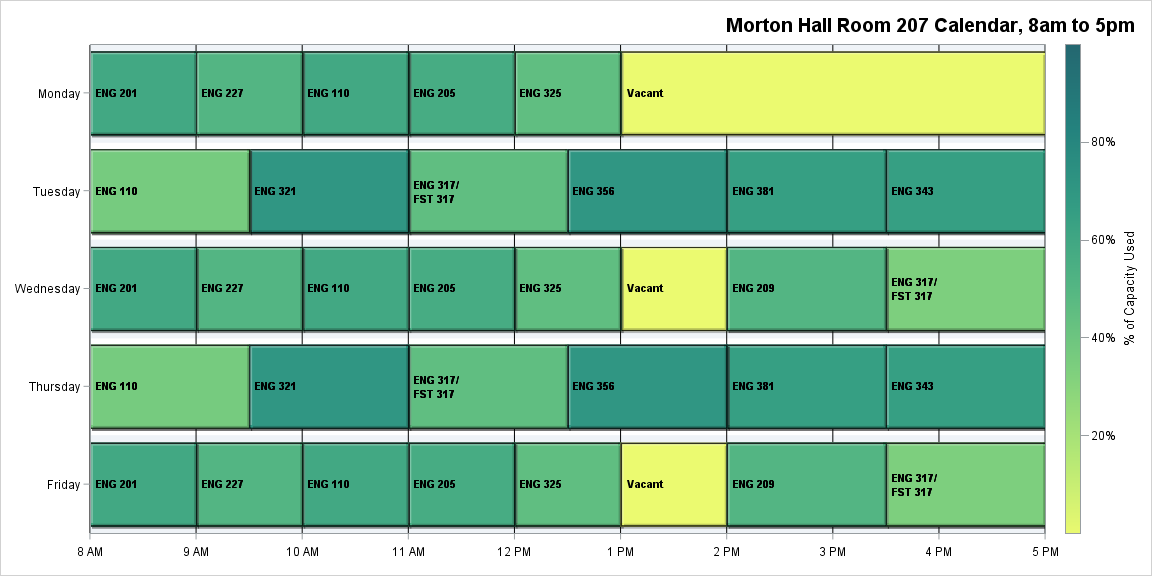 Morton Hall Room 207 Calendar, 8am to 5pm
Monday
ENG 201
ENG 227
ENG 110
ENG 205
ENG 325
Vacant
Tuesday
ENG 110
ENG 321
ENG 317/
FST 317
ENG 356
ENG 381
ENG 343
Wednesday
ENG 201
ENG 227
ENG 110
ENG 205
ENG 325
Vacant
ENG 209
ENG 317/
FST 317
Thursday
ENG 110
ENG 321
ENG 317/
FST 317
ENG 356
ENG 381
ENG 343
Friday
ENG 201
ENG 227
ENG 110
ENG 205
ENG 325
Vacant
ENG 209
ENG 317/
FST 317
8 AM
9 AM
10 AM
11 AM
12 PM
1 PM
2 PM
3 PM
4 PM
5 PM
80%
60%
40%
20%
% of Capacity Used